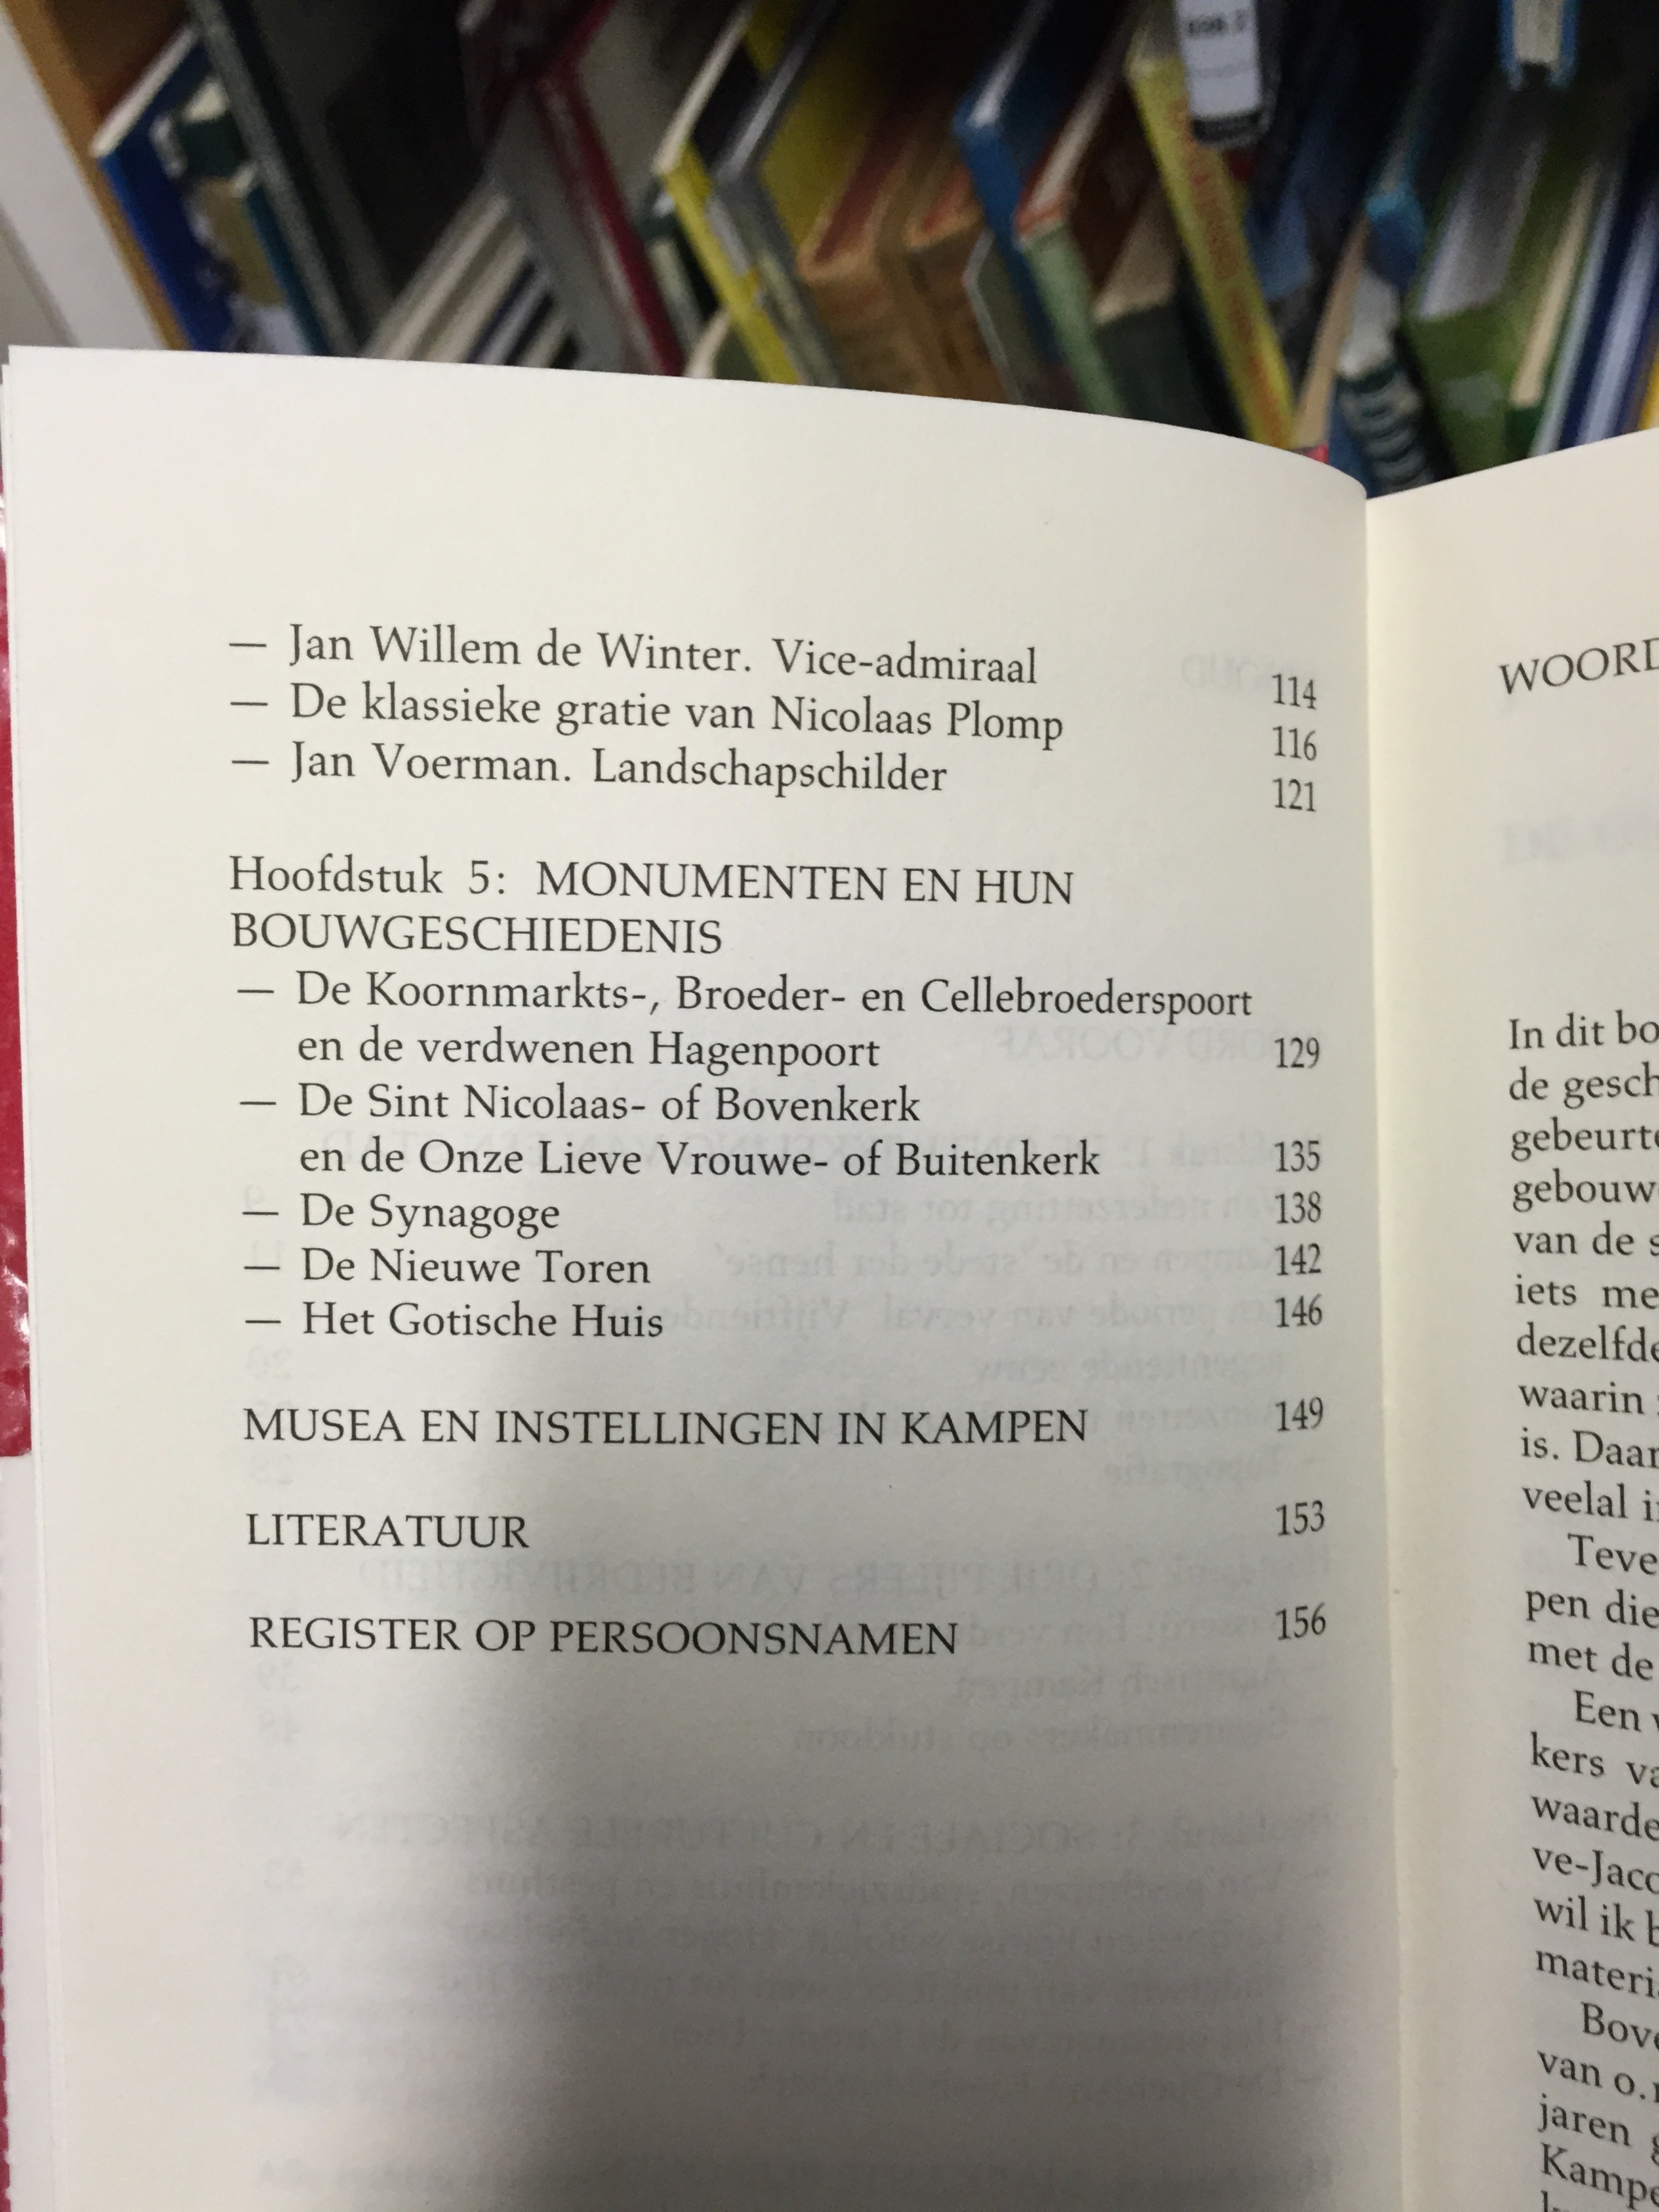 — Jan Willem de Winter. Vice-admiraal 114
— De klassieke gratie van Nicolaas Plomp 116
— Jan Voerman. Landschapschilder 121
Hoofdstuk 5: MONUMENTEN EN HUN
BOUWGESCHIEDENIS
— De Koornmarkts-, Broeder- en Cellebroederspoort
en de verdwenen Hagenpoort 129
— De Sint Nicolaas- of Bovenkerk
en de Onze Lieve Vrouwe- of Buitenkerk 135
— De Synagoge 138
— De Nieuwe Toren 142
— Het Gotische Huis 146
MUSEA EN INSTELLINGEN IN KAMPEN 149
LITERATUUR 153
REGISTER OP PERSOONSNAMEN 156
WOORD
In dit bo
de gesch
gebeurte
gebouw
van de s
iets me
dezelfde
waarin
is. Daar
veelal i
Teve
pen die
met de
Een v
kers va
waarde
ve-Jaco
wil ik b
materi
Bove
van o.
jaren g
Kampe